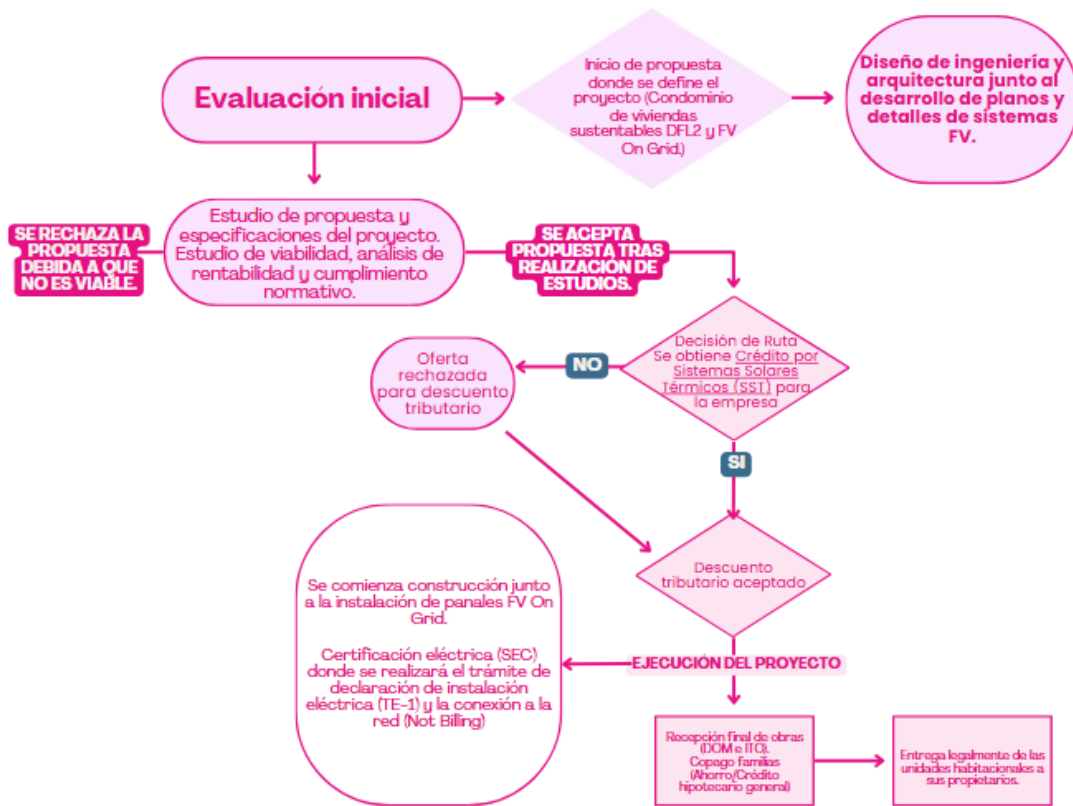 Evaluación inicial
Inicio de propuesta
donde se define el
proyecto (Condominio
de viviendas
sustentables DFL2 y FV
On Grid.)
Diseño de ingeniería y
arquitectura junto al
desarrollo de planos y
detalles de sistemas
FV.
SE RECHAZA LA
PROPUESTA
DEBIDA A QUE
NO ES VIABLE.
Estudio de propuesta y
especificaciones del proyecto.
Estudio de viabilidad, análisis de
rentabilidad y cumplimiento
normativo.
SE ACEPTA
PROPUESTA TRAS
REALIZACIÓN DE
ESTUDIOS.
Decisión de Ruta
Se obtiene Crédito por
Sistemas Solares
Térmicos (SST) para
la empresa
NO
Oferta
rechazada
para descuento
tributario
SI
Descuento
tributario aceptado
Se comienza construcción junto
a la instalación de panales FV On
Grid.
Certificación eléctrica (SEC)
donde se realizará el trámite de
declaración de instalación
eléctrica (TE-1) y la conexión a la
red (Not Billing)
EJECUCIÓN DEL PROYECTO
Recepción final de obras
(DOM e ITO).
Copago familias
(Ahorro/Crédito
hipotecario general)
Entrega legalmente de las
unidades habitacionales a
sus propietarios.